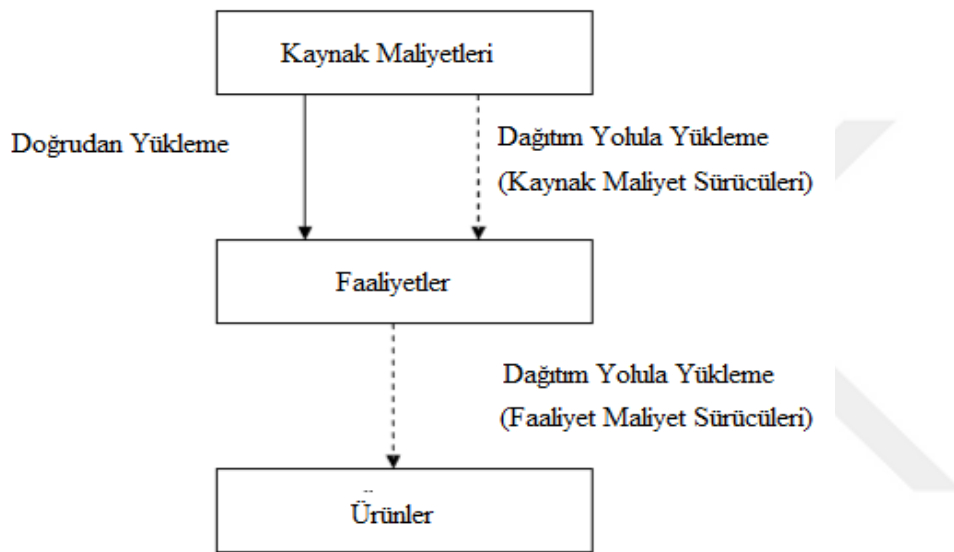 Kaynak Maliyetleri
Doğrudan Yükleme
Dağıtım Yolula Yükleme
(Kaynak Maliyet Sürücüleri)
Faaliyetler
Dağıtım Yolula Yükleme
(Faaliyet Maliyet Sürücüleri)
Ürünler